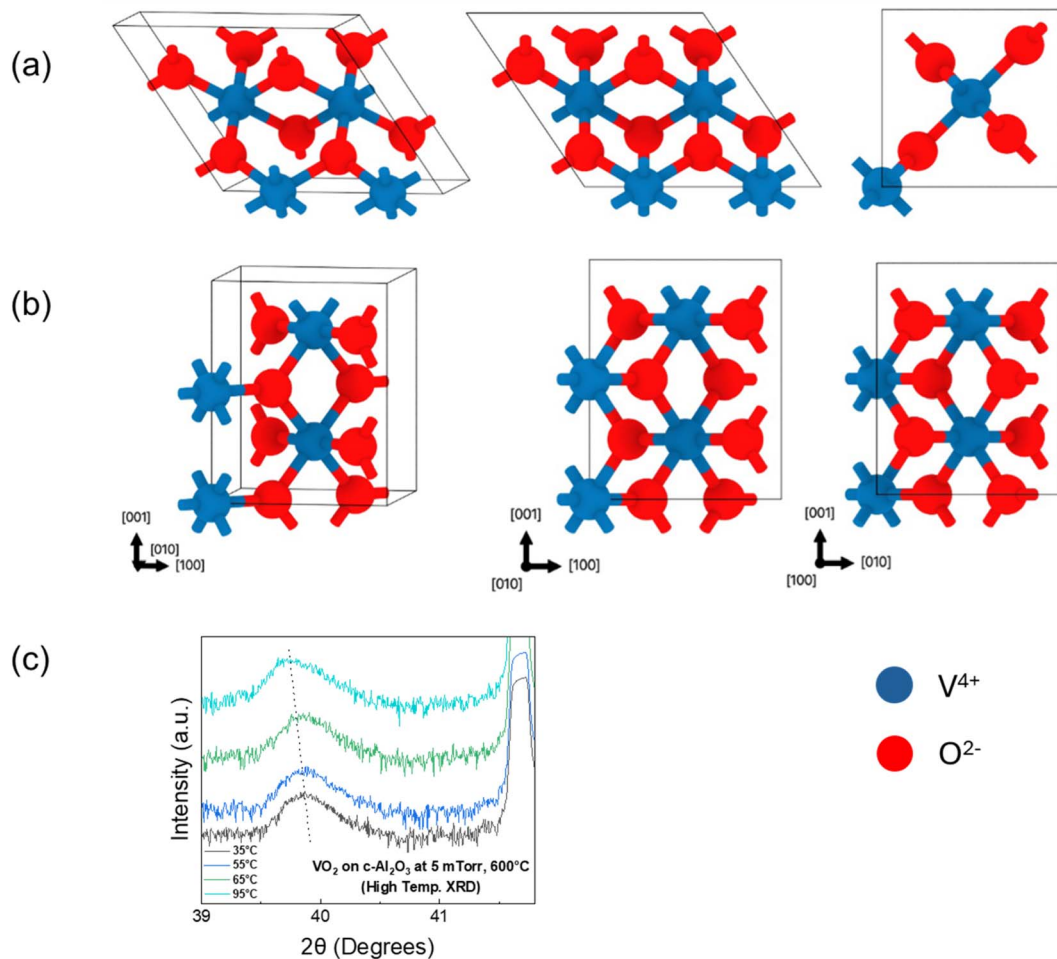 (a)
(b)
[001]
[010]
[100]
[001]
[100]
[010]
[001]
[010]
[100]
(c)
Intensity (a.u.)
35°C
55°C
65°C
95°C
VO₂ on c-Al₂O₃ at 5 mTorr, 600°C
(High Temp. XRD)
39
40
41
2θ (Degrees)
V⁴⁺
O²⁻